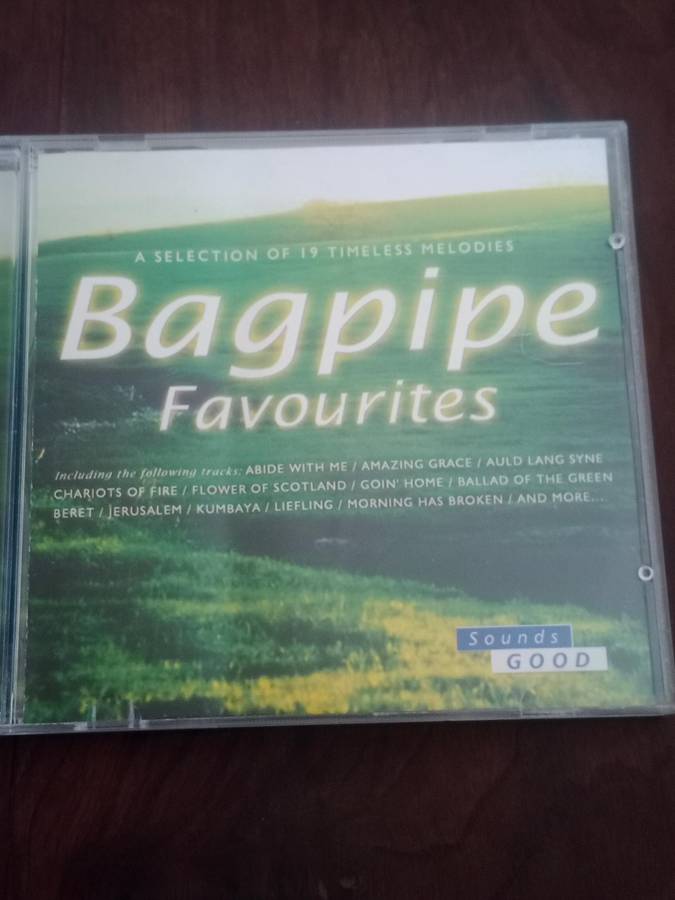 A SELECTION OF 19 TIMELESS MELODIES
Bagpipe
Favourites
Including the following tracks: ABIDE WITH ME / AMAZING GRACE / AULD LANG SYNE
CHARIOTS OF FIRE / FLOWER OF SCOTLAND / GOIN' HOME / BALLAD OF THE GREEN
BERET / JERUSALEM / KUMBAYA / LIEFLING / MORNING HAS BROKEN / AND MORE....
Sounds
GOOD